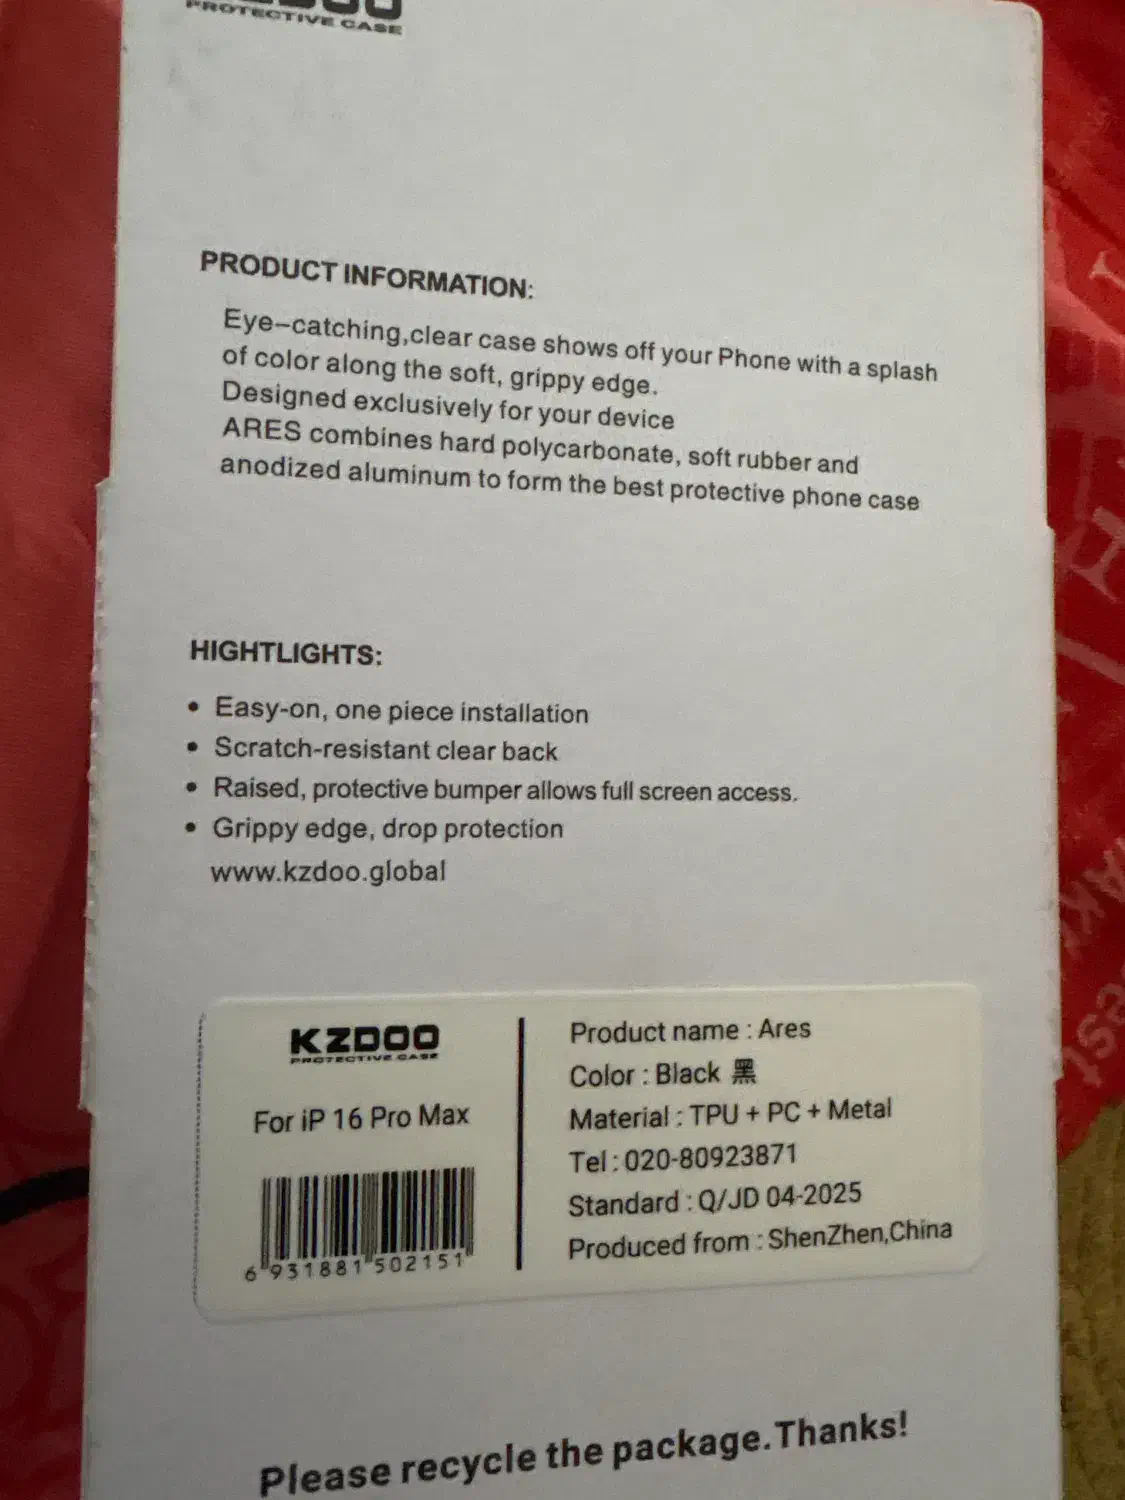 PROTECTIVE CASE
PRODUCT INFORMATION:
Eye-catching,clear case shows off your Phone with a splash
of color along the soft, grippy edge.
Designed exclusively for your device
ARES combines hard polycarbonate, soft rubber and
anodized aluminum to form the best protective phone case
HIGHTLIGHTS:
• Easy-on, one piece installation
• Scratch-resistant clear back
• Raised, protective bumper allows full screen access.
• Grippy edge, drop protection
www.kzdoo.global
KZDOO
PROTECTIVE CASE
For iP 16 Pro Max
6 931881 502151
Product name : Ares
Color : Black 黑
Material : TPU + PC + Metal
Tel : 020-80923871
Standard : Q/JD 04-2025
Produced from : ShenZhen,China
Please recycle the package.Thanks!